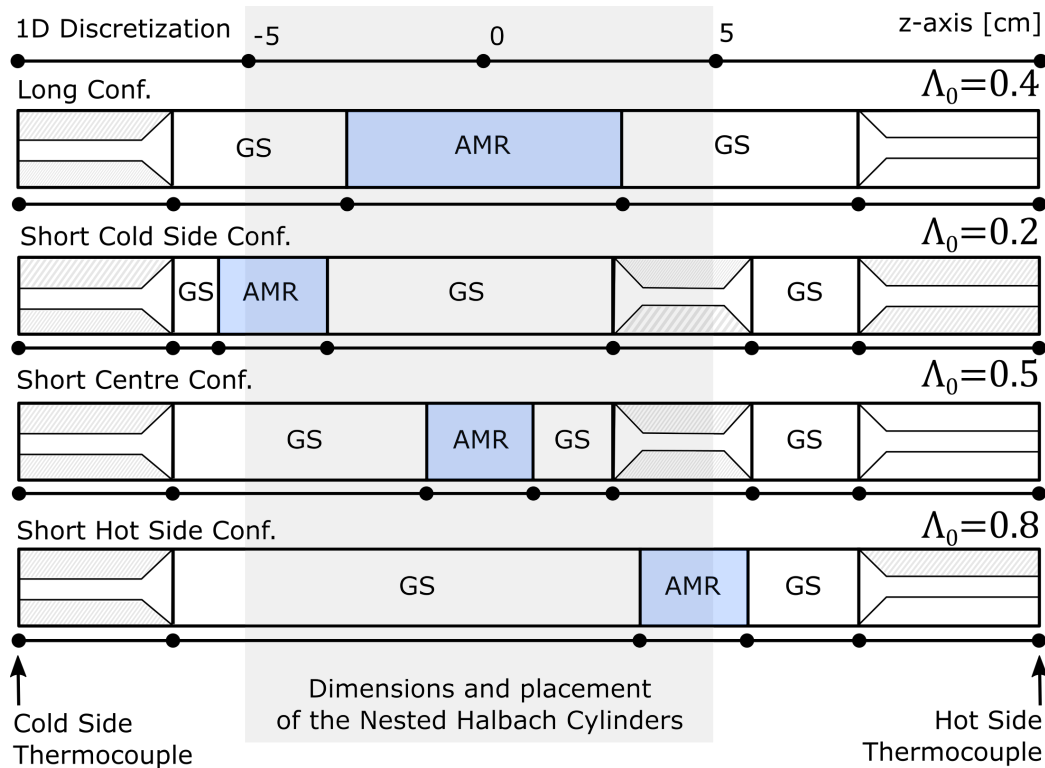 1D Discretization -5 0 5 z-axis [cm]
Long Conf. Λ₀=0.4
GS AMR GS
Short Cold Side Conf. Λ₀=0.2
GS AMR GS GS
Short Centre Conf. Λ₀=0.5
GS AMR GS GS
Short Hot Side Conf. Λ₀=0.8
GS AMR GS
Dimensions and placement
of the Nested Halbach Cylinders
Cold Side
Thermocouple
Hot Side
Thermocouple